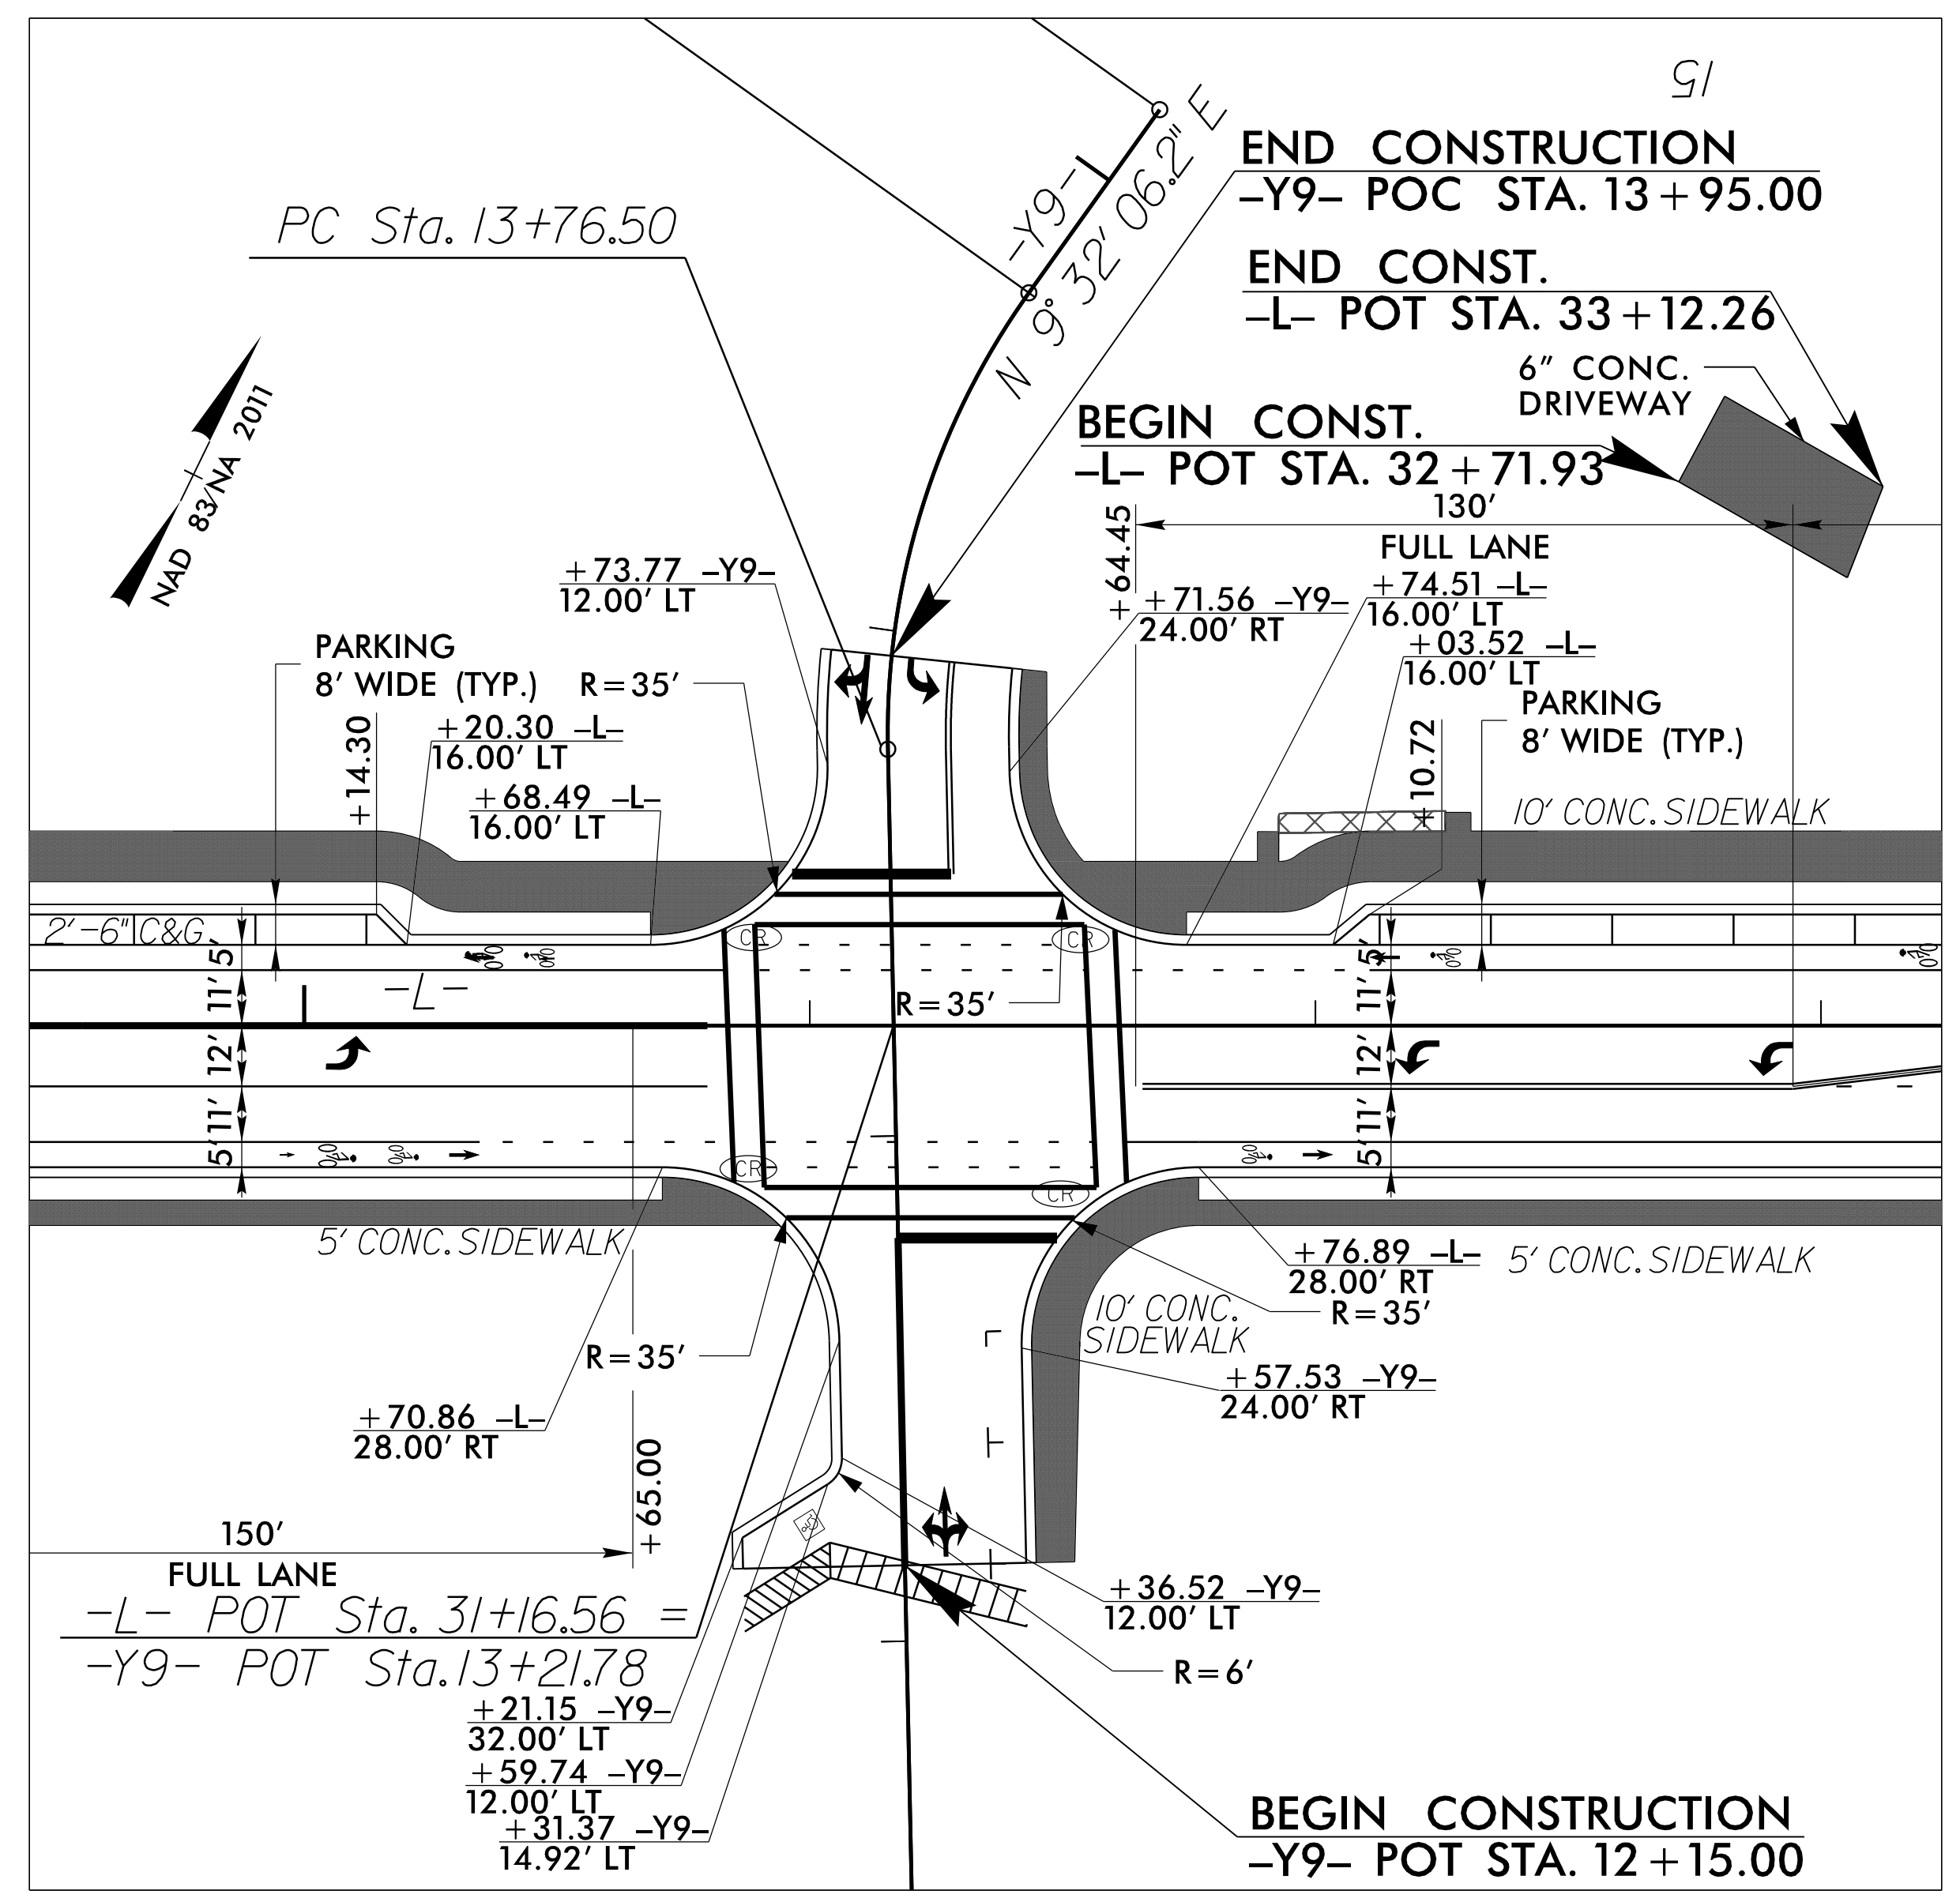 15
END CONSTRUCTION
-Y9- POC STA. 13+95.00
-Y9-
N 9° 32' 06.2" E
PC Sta. 13+76.50
END CONST.
-L- POT STA. 33+12.26
6" CONC.
DRIVEWAY
NAD 83/NA 2011
BEGIN CONST.
-L- POT STA. 32+71.93
130'
FULL LANE
+64.45
+73.77 -Y9-
12.00' LT
+71.56 -Y9-
24.00' RT
+74.51 -L-
16.00' LT
+03.52 -L-
16.00' LT
PARKING
8' WIDE (TYP.)
R=35'
PARKING
8' WIDE (TYP.)
+14.30
+20.30 -L-
16.00' LT
+68.49 -L-
16.00' LT
+10.72
10' CONC. SIDEWALK
2'-6" C&G
CR
CR
5'
11'
12'
11'
5'
-L-
R=35'
5'
11'
12'
11'
5'
CR
CR
5' CONC. SIDEWALK
+76.89 -L-
28.00' RT
5' CONC. SIDEWALK
10' CONC.
SIDEWALK
R=35'
R=35'
+57.53 -Y9-
24.00' RT
+70.86 -L-
28.00' RT
+65.00
150'
FULL LANE
-L- POT Sta. 31+16.56 =
-Y9- POT Sta. 13+21.78
+36.52 -Y9-
12.00' LT
R=6'
+21.15 -Y9-
32.00' LT
+59.74 -Y9-
12.00' LT
+31.37 -Y9-
14.92' LT
BEGIN CONSTRUCTION
-Y9- POT STA. 12+15.00